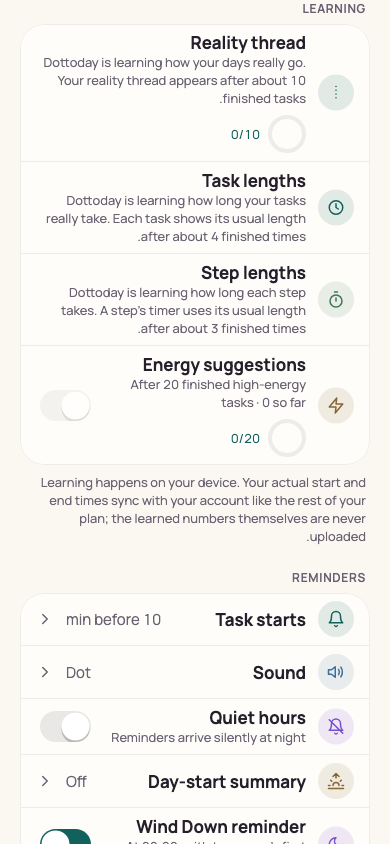 LEARNING
Reality thread
Dottoday is learning how your days really go.
Your reality thread appears after about 10
.finished tasks
0/10
Task lengths
Dottoday is learning how long your tasks
really take. Each task shows its usual length
.after about 4 finished times
Step lengths
Dottoday is learning how long each step
takes. A step's timer uses its usual length
.after about 3 finished times
Energy suggestions
After 20 finished high-energy
tasks · 0 so far
0/20
Learning happens on your device. Your actual start and
end times sync with your account like the rest of your
plan; the learned numbers themselves are never
.uploaded
REMINDERS
Task starts
min before 10
Sound
Dot
Quiet hours
Reminders arrive silently at night
Day-start summary
Off
Wind Down reminder